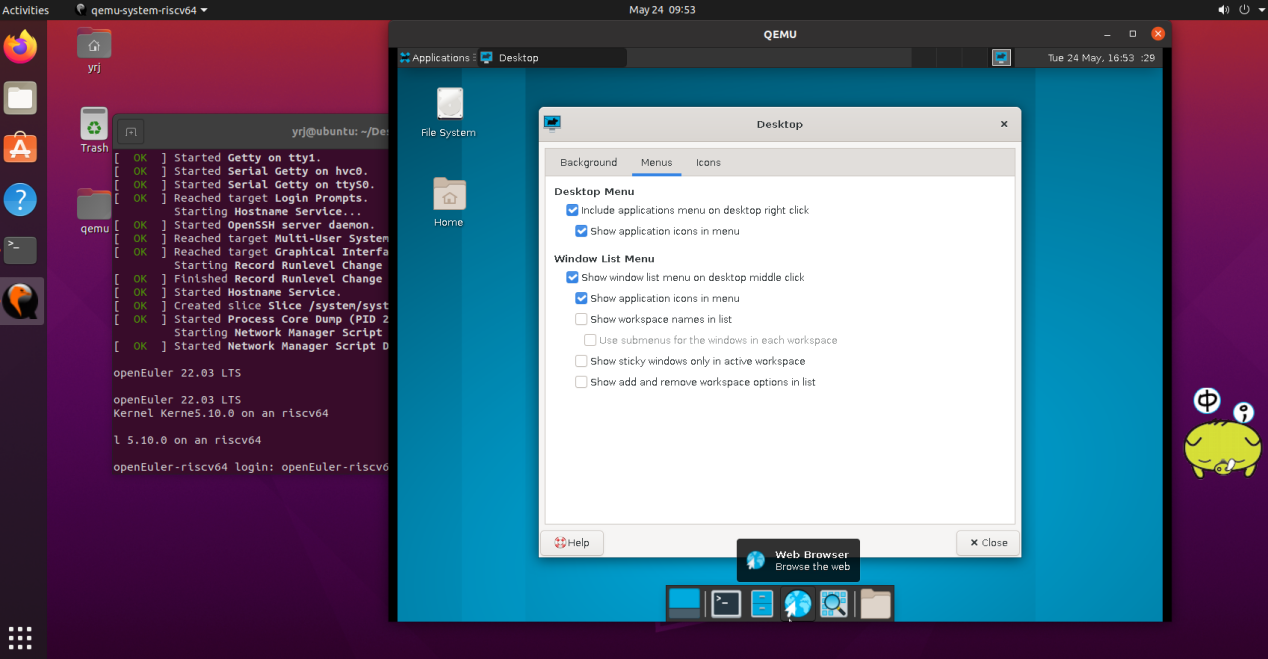 Activities
qemu-system-riscv64
May 24 09:53
yrj
Trash
qemu
yrj@ubuntu: ~/Des
[ OK ] Started Getty on tty1.
[ OK ] Started Serial Getty on hvc0.
[ OK ] Started Serial Getty on ttyS0.
[ OK ] Reached target Login Prompts.
Starting Hostname Service...
[ OK ] Started OpenSSH server daemon.
[ OK ] Reached target Multi-User System
[ OK ] Reached target Graphical Interfa
Starting Record Runlevel Change
[ OK ] Finished Record Runlevel Change
[ OK ] Started Hostname Service.
[ OK ] Created slice Slice /system/syst
[ OK ] Started Process Core Dump (PID 2
Starting Network Manager Script
[ OK ] Started Network Manager Script D
openEuler 22.03 LTS
openEuler 22.03 LTS
Kernel Kerne5.10.0 on an riscv64
l 5.10.0 on an riscv64
openEuler-riscv64 login: openEuler-riscv6
QEMU
Applications
Desktop
Tue 24 May, 16:53 :29
File System
Home
Desktop
Background
Menus
Icons
Desktop Menu
Include applications menu on desktop right click
Show application icons in menu
Window List Menu
Show window list menu on desktop middle click
Show application icons in menu
Show workspace names in list
Use submenus for the windows in each workspace
Show sticky windows only in active workspace
Show add and remove workspace options in list
Help
Close
Web Browser
Browse the web
中